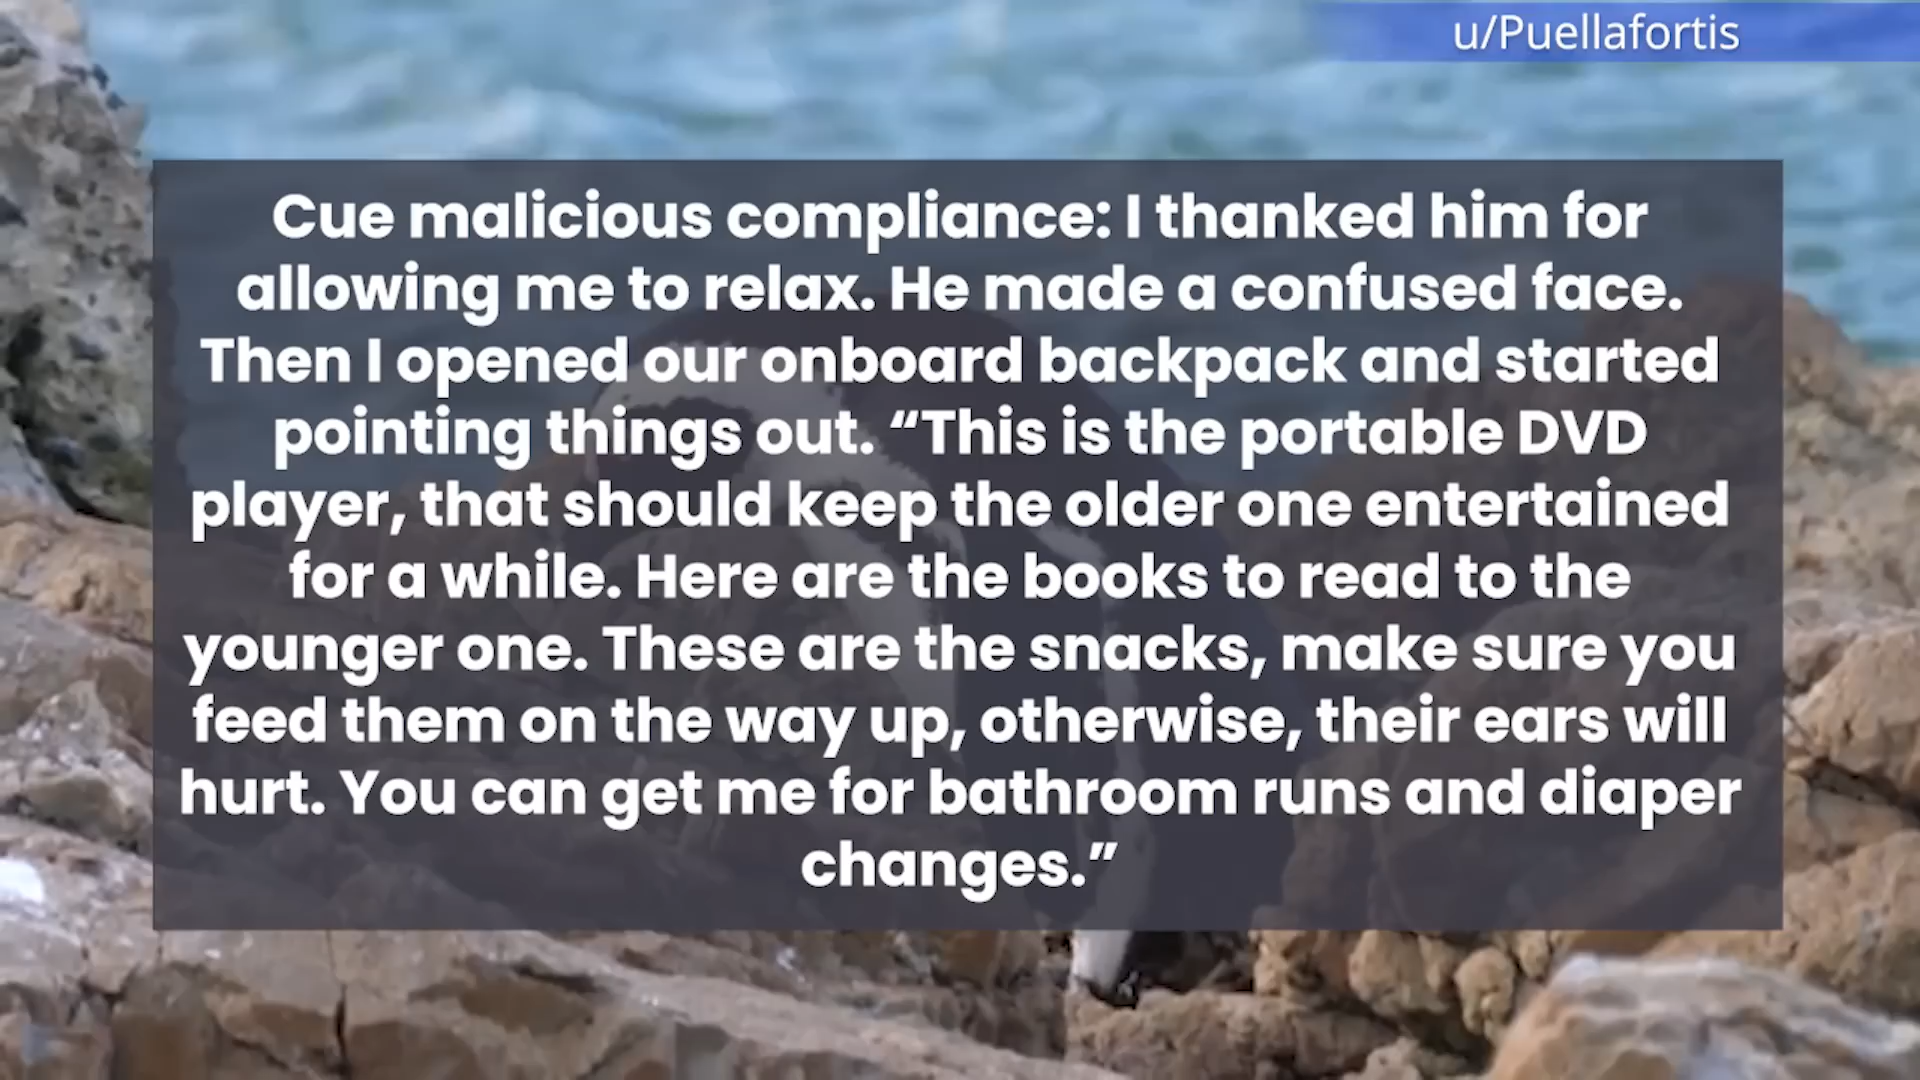 u/Puellafortis
Cue malicious compliance: I thanked him for
allowing me to relax. He made a confused face.
Then I opened our onboard backpack and started
pointing things out. “This is the portable DVD
player, that should keep the older one entertained
for a while. Here are the books to read to the
younger one. These are the snacks, make sure you
feed them on the way up, otherwise, their ears will
hurt. You can get me for bathroom runs and diaper
changes.”